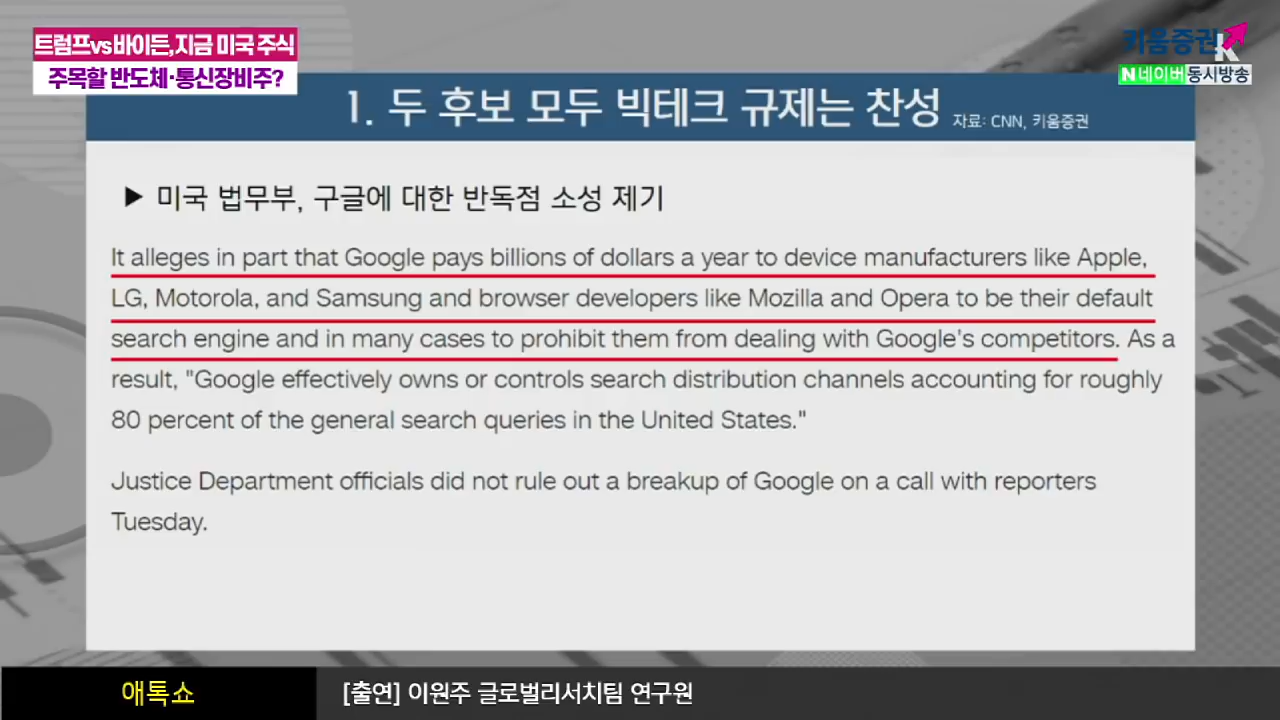 트럼프vs바이든,지금 미국 주식
주목할 반도체·통신장비주?
키움증권
N 네이버 동시방송
1. 두 후보 모두 빅테크 규제는 찬성 자료: CNN, 키움증권
▶ 미국 법무부, 구글에 대한 반독점 소성 제기
It alleges in part that Google pays billions of dollars a year to device manufacturers like Apple,
LG, Motorola, and Samsung and browser developers like Mozilla and Opera to be their default
search engine and in many cases to prohibit them from dealing with Google's competitors. As a
result, "Google effectively owns or controls search distribution channels accounting for roughly
80 percent of the general search queries in the United States."
Justice Department officials did not rule out a breakup of Google on a call with reporters
Tuesday.
애톡쇼
[출연] 이원주 글로벌리서치팀 연구원